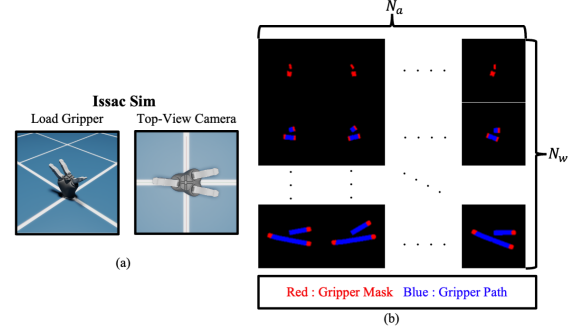 N_a
Issac Sim
Load Gripper Top-View Camera
N_w
(a)
Red : Gripper Mask Blue : Gripper Path
(b)